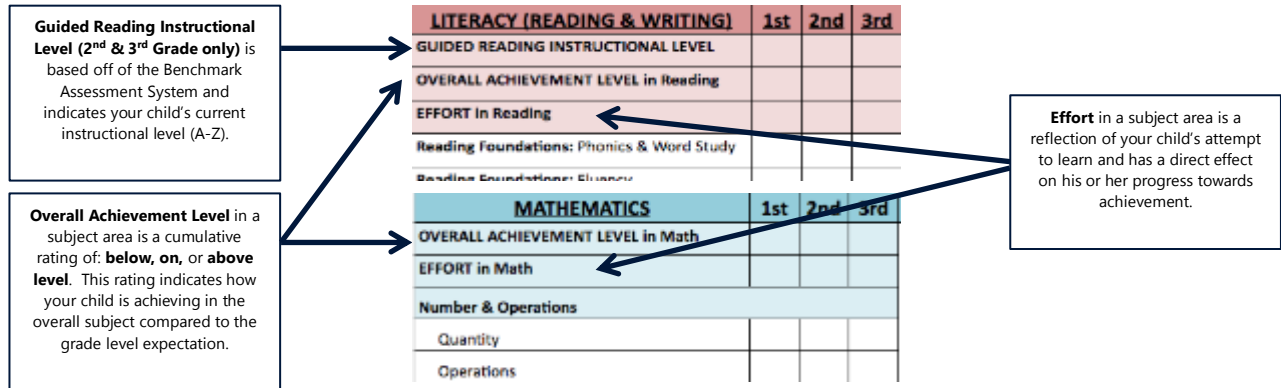 Guided Reading Instructional
Level (2nd & 3rd Grade only) is
based off of the Benchmark
Assessment System and
indicates your child's current
instructional level (A-Z).
Overall Achievement Level in a
subject area is a cumulative
rating of: below, on, or above
level. This rating indicates how
your child is achieving in the
overall subject compared to the
grade level expectation.
LITERACY (READING & WRITING) 1st 2nd 3rd
GUIDED READING INSTRUCTIONAL LEVEL
OVERALL ACHIEVEMENT LEVEL in Reading
EFFORT in Reading
Reading Foundations: Phonics & Word Study
Reading Foundations: Fluency
MATHEMATICS 1st 2nd 3rd
OVERALL ACHIEVEMENT LEVEL in Math
EFFORT in Math
Number & Operations
Quantity
Operations
Effort in a subject area is a
reflection of your child's attempt
to learn and has a direct effect
on his or her progress towards
achievement.